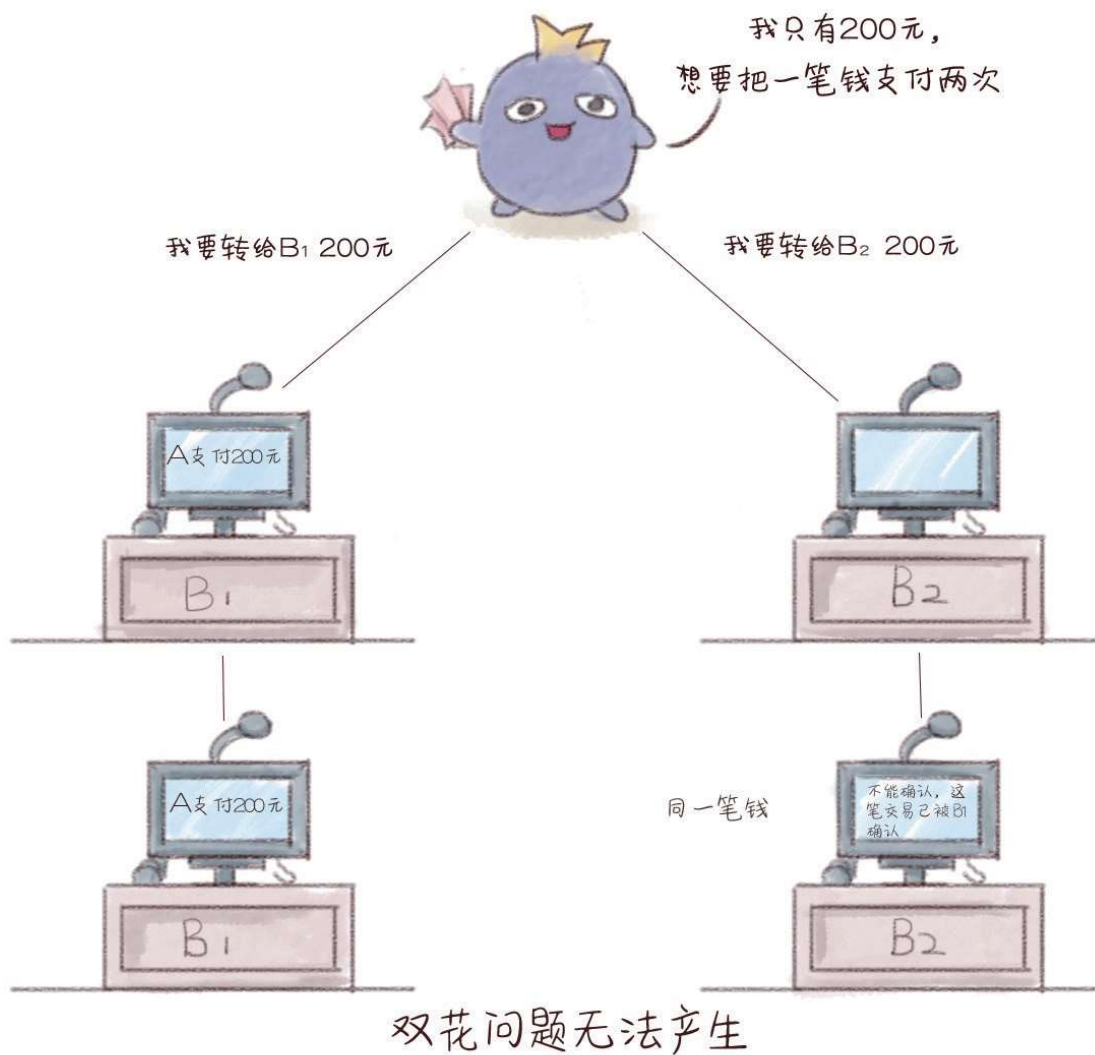 我只有200元，
想要把一笔钱支付两次
我要转给B₁ 200元
我要转给B₂ 200元
A支付200元
B1
B2
A支付200元
同一笔钱
不能确认，这
笔交易已被B1
确认
B1
B2
双花问题无法产生